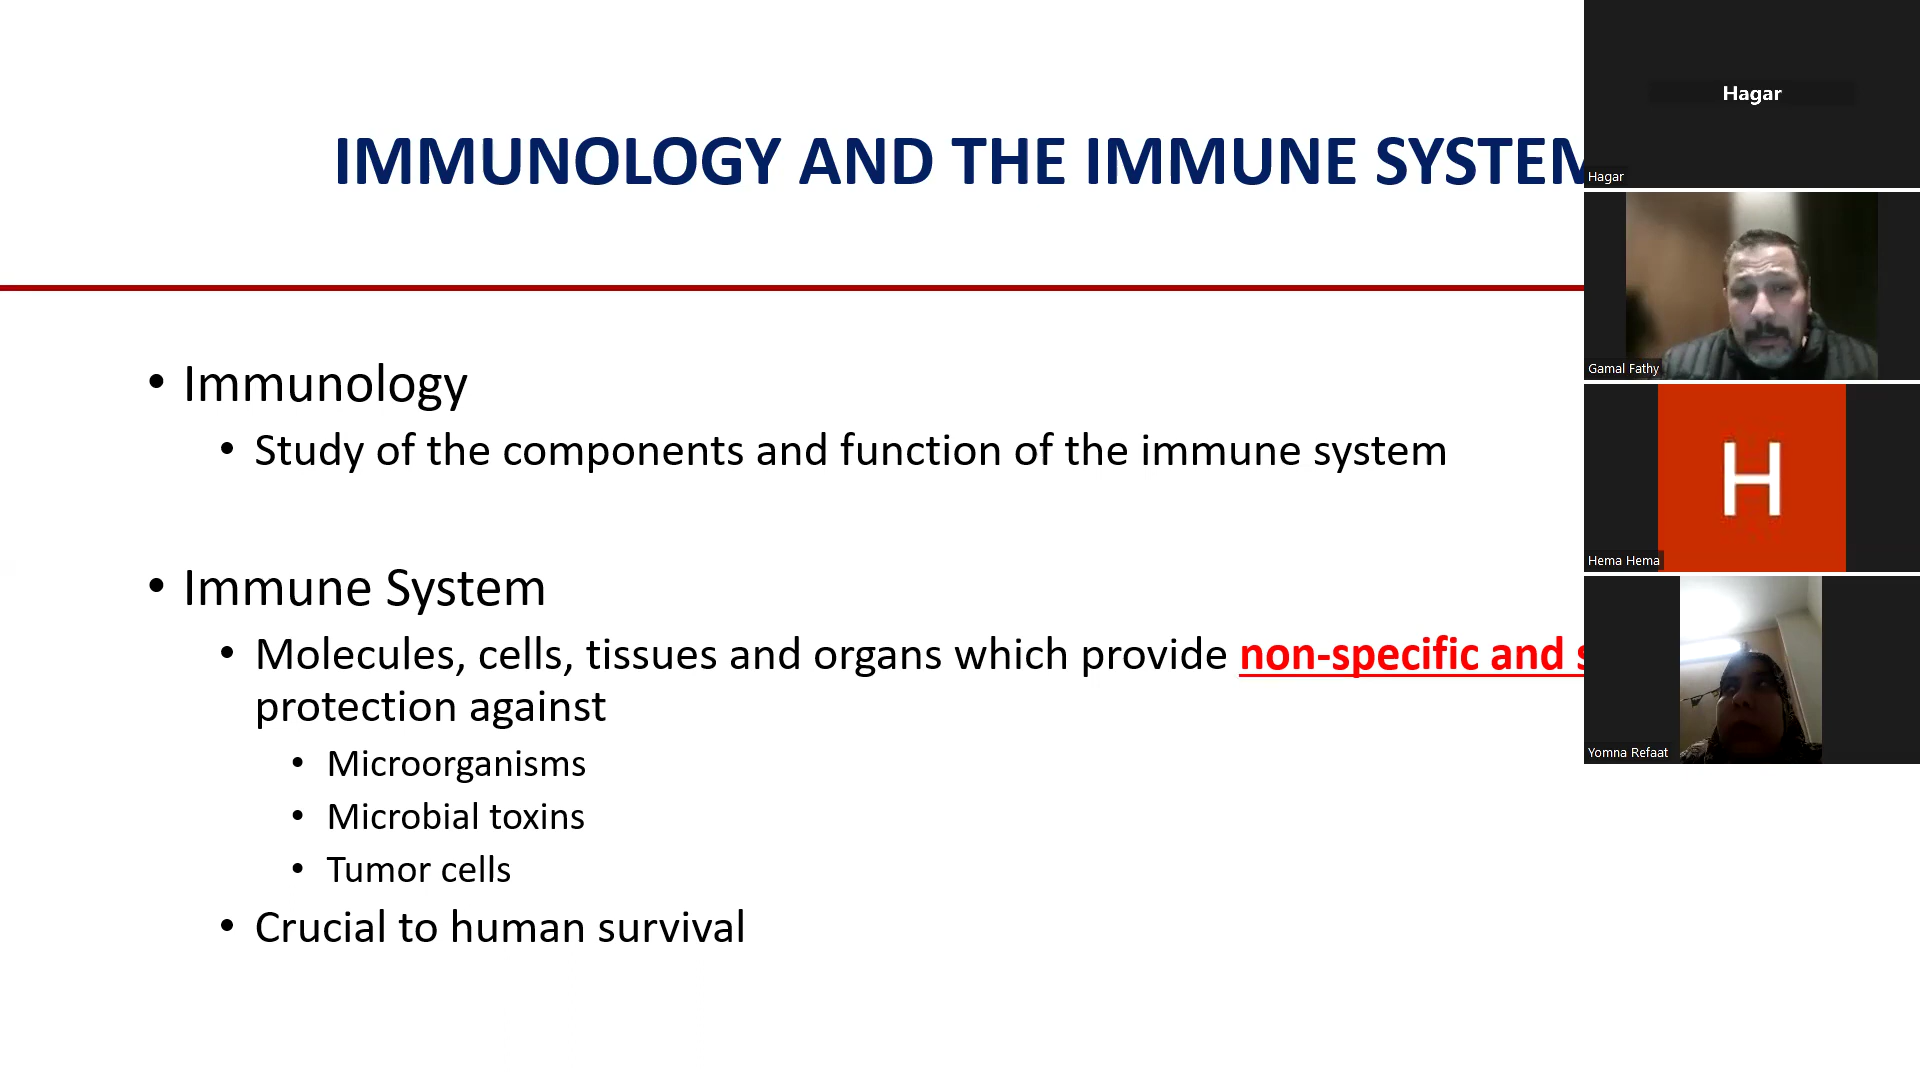 IMMUNOLOGY AND THE IMMUNE SYSTEM
• Immunology
• Study of the components and function of the immune system
• Immune System
• Molecules, cells, tissues and organs which provide non-specific and
protection against
• Microorganisms
• Microbial toxins
• Tumor cells
• Crucial to human survival
Hagar
Hagar
Gamal Fathy
H
Hema Hema
Yomna Refaat